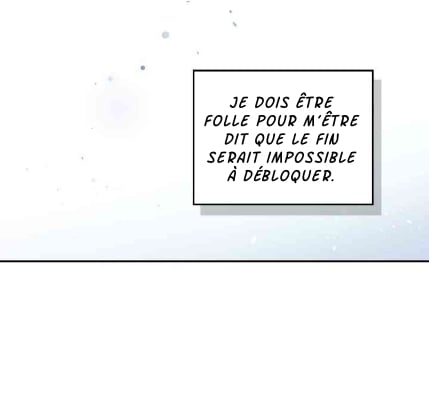 JE DOIS ÊTRE
FOLLE POUR M'ÊTRE
DIT QUE LE FIN
SERAIT IMPOSSIBLE
À DÉBLOQUER.